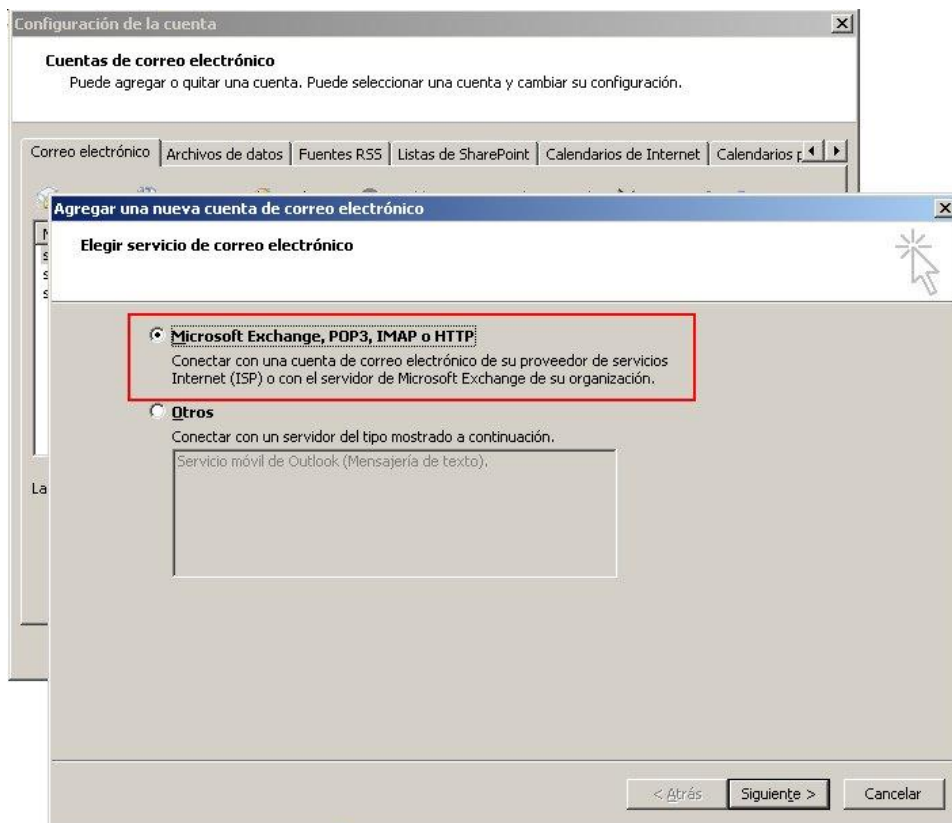 Configuración de la cuenta
Cuentas de correo electrónico
Puede agregar o quitar una cuenta. Puede seleccionar una cuenta y cambiar su configuración.
Correo electrónico Archivos de datos Fuentes RSS Listas de SharePoint Calendarios de Internet Calendarios
Agregar una nueva cuenta de correo electrónico
Elegir servicio de correo electrónico
Microsoft Exchange, POP3, IMAP o HTTP
Conectar con una cuenta de correo electrónico de su proveedor de servicios
Internet (ISP) o con el servidor de Microsoft Exchange de su organización.
Otros
Conectar con un servidor del tipo mostrado a continuación.
Servicio móvil de Outlook (Mensajería de texto).
La
< Atrás Siguiente > Cancelar